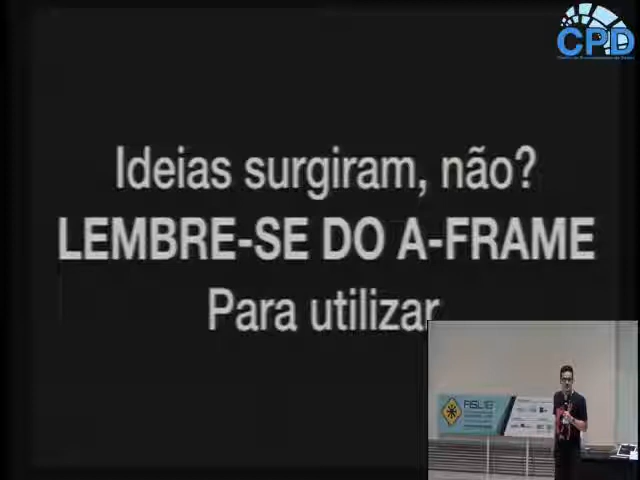 CPD
Ideias surgiram, não?
LEMBRE-SE DO A-FRAME
Para utilizar